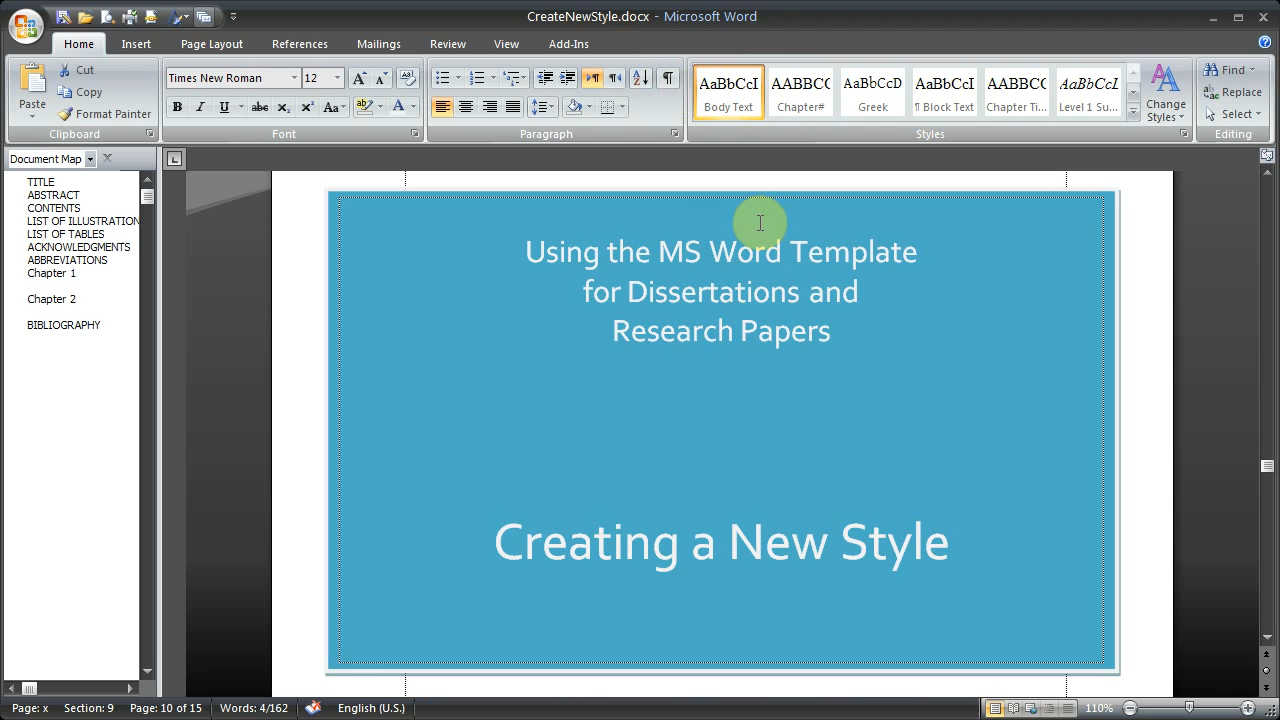 CreateNewStyle.docx - Microsoft Word
Home Insert Page Layout References Mailings Review View Add-Ins
Paste
Cut
Copy
Format Painter
Clipboard
Times New Roman 12
Font
Paragraph
AaBbCcI AABBCC AaBbCcD AaBbCcI AABBCC AaBbCcI
Body Text Chapter# Greek ¶ Block Text Chapter Ti... Level 1 Su...
Change
Styles
Styles
Find
Replace
Select
Editing
Document Map
TITLE
ABSTRACT
CONTENTS
LIST OF ILLUSTRATION
LIST OF TABLES
ACKNOWLEDGMENTS
ABBREVIATIONS
Chapter 1
Chapter 2
BIBLIOGRAPHY
Using the MS Word Template
for Dissertations and
Research Papers
Creating a New Style
Page: x Section: 9 Page: 10 of 15 Words: 4/162 English (U.S.) 110%